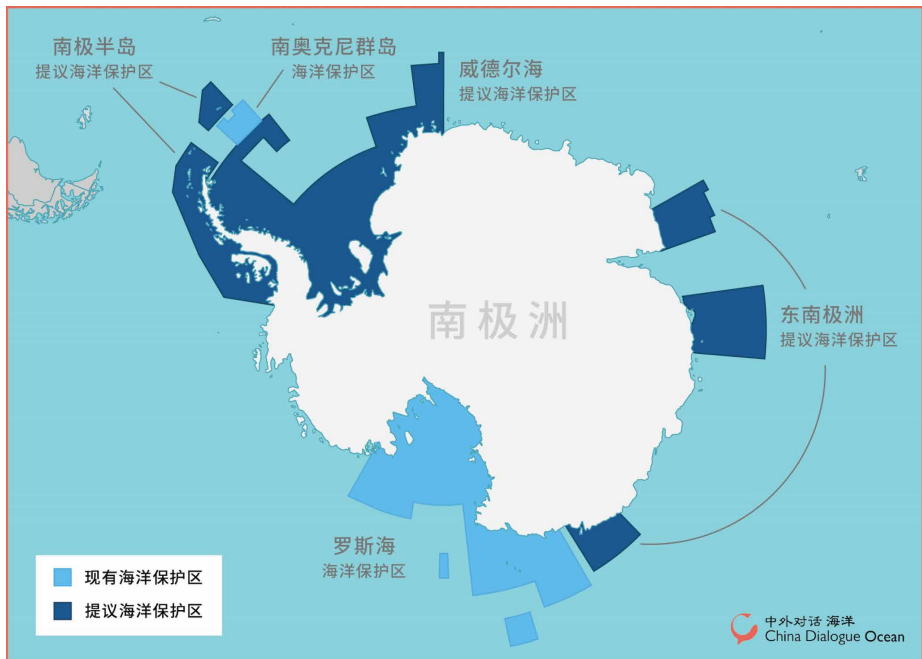 南极半岛
提议海洋保护区
南奥克尼群岛
海洋保护区
威德尔海
提议海洋保护区
南极洲
东南极洲
提议海洋保护区
罗斯海
海洋保护区
现有海洋保护区
提议海洋保护区
中外对话 海洋
China Dialogue Ocean